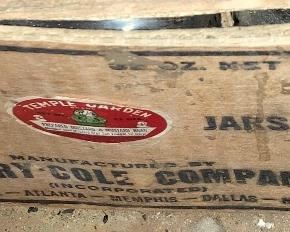 OZ. NET
TEMPLE GARDEN
JARS
MANUFACTURED BY
RY COLE COMPAN
(INCORPORATED)
ATLANTA — MEMPHIS — DALLAS —